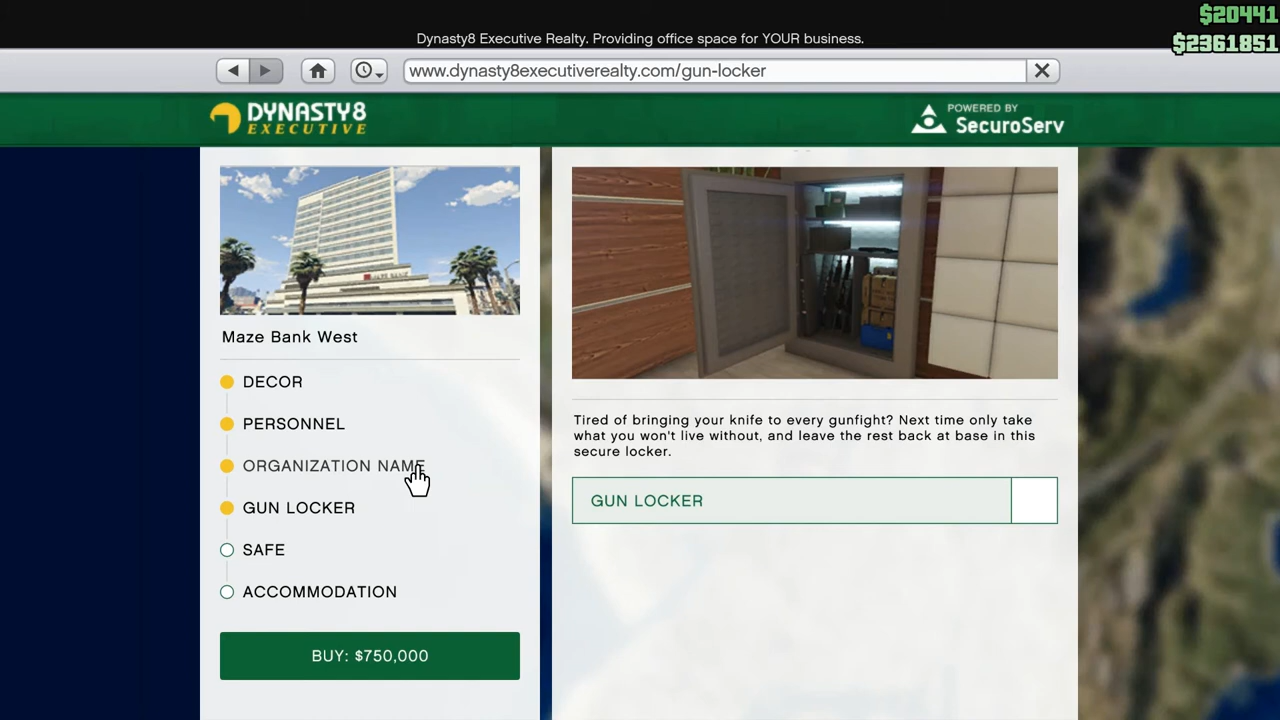 $20441
Dynasty8 Executive Realty. Providing office space for YOUR business.
$2361851
www.dynasty8executiverealty.com/gun-locker
DYNASTY8
EXECUTIVE
POWERED BY
SecuroServ
MAZE BANK
Maze Bank West
DECOR
PERSONNEL
ORGANIZATION NAME
GUN LOCKER
SAFE
ACCOMMODATION
BUY: $750,000
Tired of bringing your knife to every gunfight? Next time only take
what you won't live without, and leave the rest back at base in this
secure locker.
GUN LOCKER